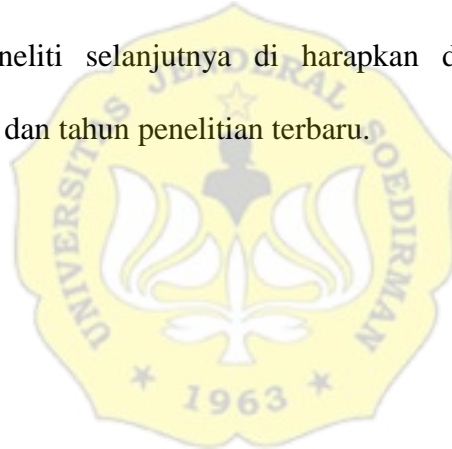 neliti selanjutnya di harapkan d
dan tahun penelitian terbaru.
UNIVERSITAS JENDERAL SOEDIRMAN
1963